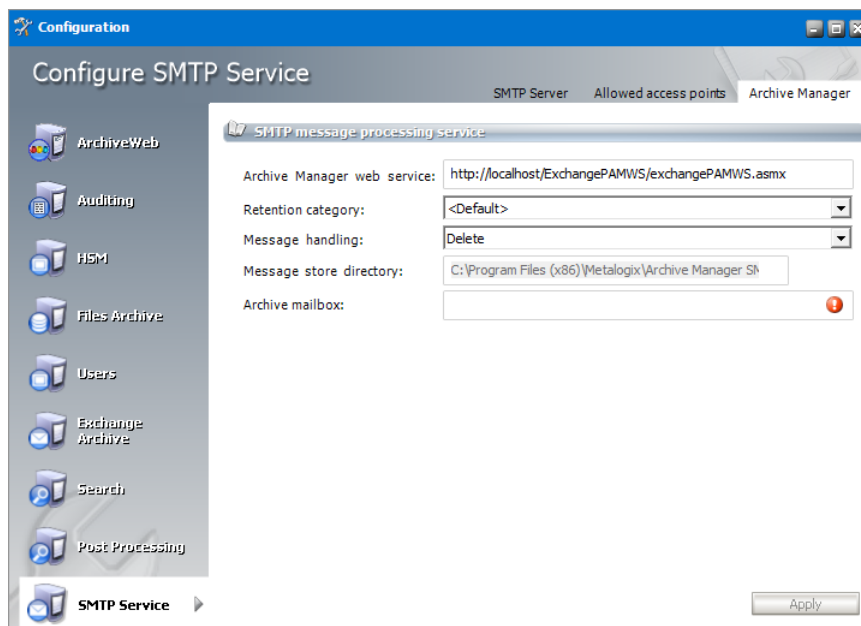 Configuration
Configure SMTP Service
SMTP Server
Allowed access points
Archive Manager
ArchiveWeb
Auditing
HSM
Files Archive
Users
Exchange
Archive
Search
Post Processing
SMTP Service
SMTP message processing service
Archive Manager web service: http://localhost/ExchangePAMWS/exchangePAMWS.asmx
Retention category: <Default>
Message handling: Delete
Message store directory: C:\Program Files (x86)\Metalogix\Archive Manager SM
Archive mailbox:
Apply